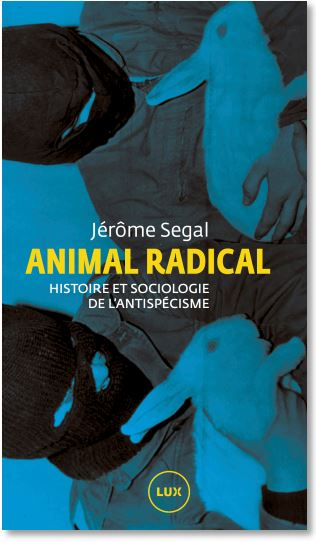 Jérôme Segal
ANIMAL RADICAL
HISTOIRE ET SOCIOLOGIE
DE L'ANTISPÉCISME
LUX